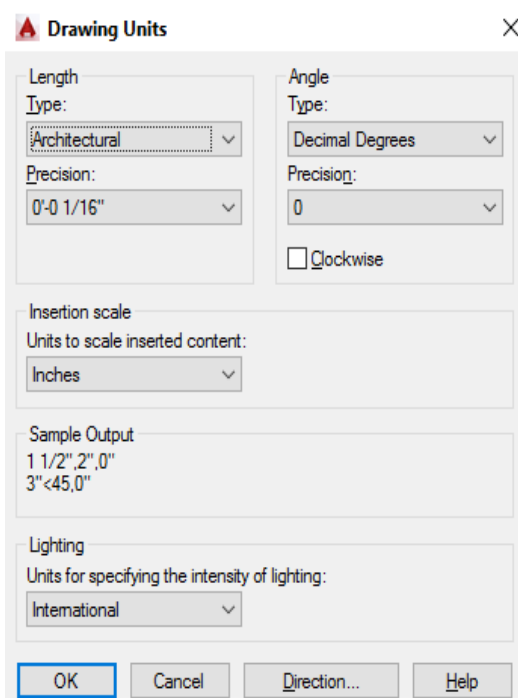 Drawing Units
Length
Type:
Architectural
Precision:
0'-0 1/16"
Angle
Type:
Decimal Degrees
Precision:
0
Clockwise
Insertion scale
Units to scale inserted content:
Inches
Sample Output
1 1/2",2",0"
3"<45,0"
Lighting
Units for specifying the intensity of lighting:
International
OK
Cancel
Direction...
Help